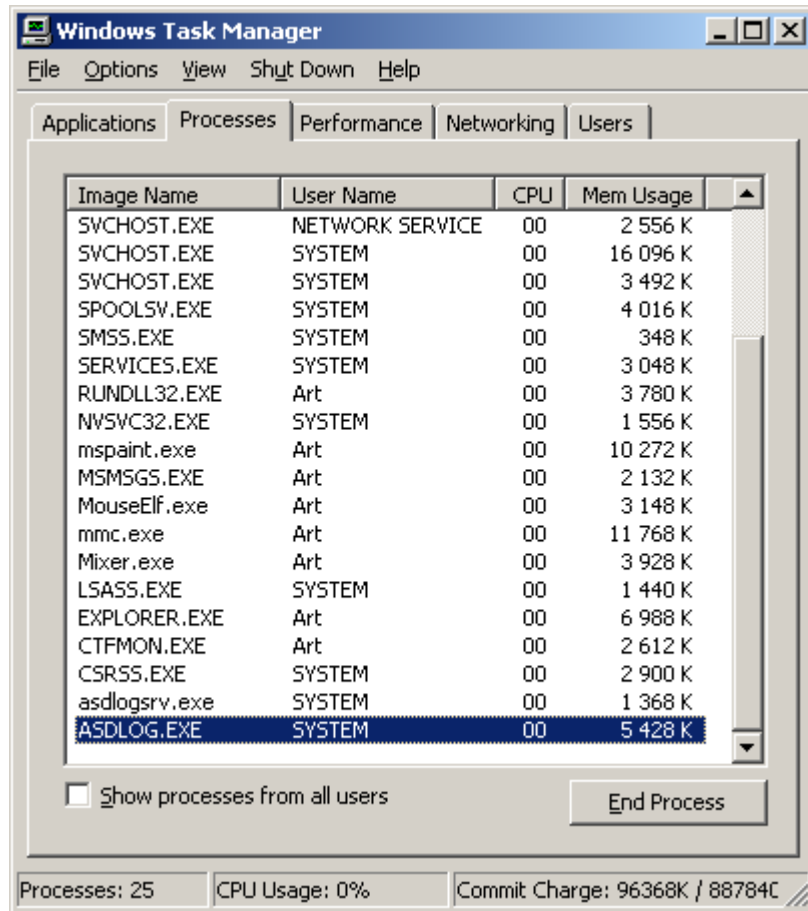 Windows Task Manager
File Options View Shut Down Help
Applications Processes Performance Networking Users
Image Name User Name CPU Mem Usage
SVCHOST.EXE NETWORK SERVICE 00 2 556 K
SVCHOST.EXE SYSTEM 00 16 096 K
SVCHOST.EXE SYSTEM 00 3 492 K
SPOOLSV.EXE SYSTEM 00 4 016 K
SMSS.EXE SYSTEM 00 348 K
SERVICES.EXE SYSTEM 00 3 048 K
RUNDLL32.EXE Art 00 3 780 K
NVSVC32.EXE SYSTEM 00 1 556 K
mspaint.exe Art 00 10 272 K
MSMSGS.EXE Art 00 2 132 K
MouseElf.exe Art 00 3 148 K
mmc.exe Art 00 11 768 K
Mixer.exe Art 00 3 928 K
LSASS.EXE SYSTEM 00 1 440 K
EXPLORER.EXE Art 00 6 988 K
CTFMON.EXE Art 00 2 612 K
CSRSS.EXE SYSTEM 00 2 900 K
asdlogsrv.exe SYSTEM 00 1 368 K
ASDLOG.EXE SYSTEM 00 5 428 K
Show processes from all users End Process
Processes: 25 CPU Usage: 0% Commit Charge: 96368K / 88784